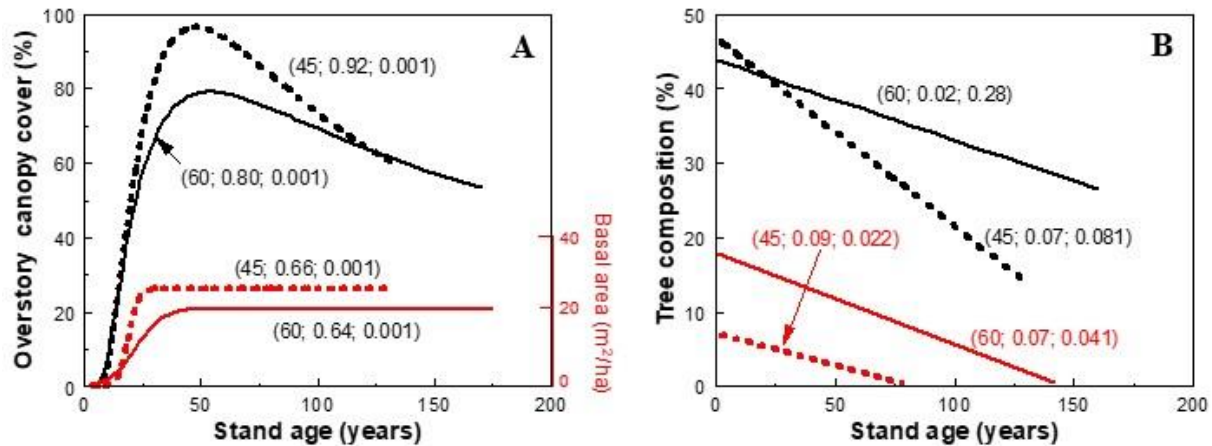 A
Overstory canopy cover (%)
100
80
60
40
20
0
(45; 0.92; 0.001)
(60; 0.80; 0.001)
(45; 0.66; 0.001)
(60; 0.64; 0.001)
40
20
0
Basal area (m²/ha)
0 50 100 150 200
Stand age (years)
B
Tree composition (%)
50
40
30
20
10
0
(60; 0.02; 0.28)
(45; 0.09; 0.022)
(45; 0.07; 0.081)
(60; 0.07; 0.041)
0 50 100 150 200
Stand age (years)